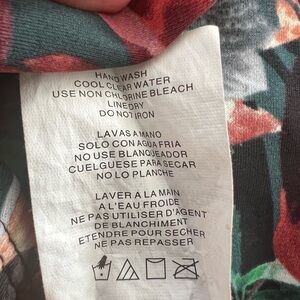 HAND WASH
COOL CLEAR WATER
USE NON CHLORINE BLEACH
LINE DRY
DO NOT IRON
LAVAS A MANO
SOLO CON AGUA FRIA
NO USE BLANQUEADOR
CUELGUESE PARA SECAR
NO LO PLANCHE
LAVER A LA MAIN
A L'EAU FROIDE
NE PAS UTILISER D'AGENT
DE BLANCHIMENT
ETENDRE POUR SECHER
NE PAS REPASSER